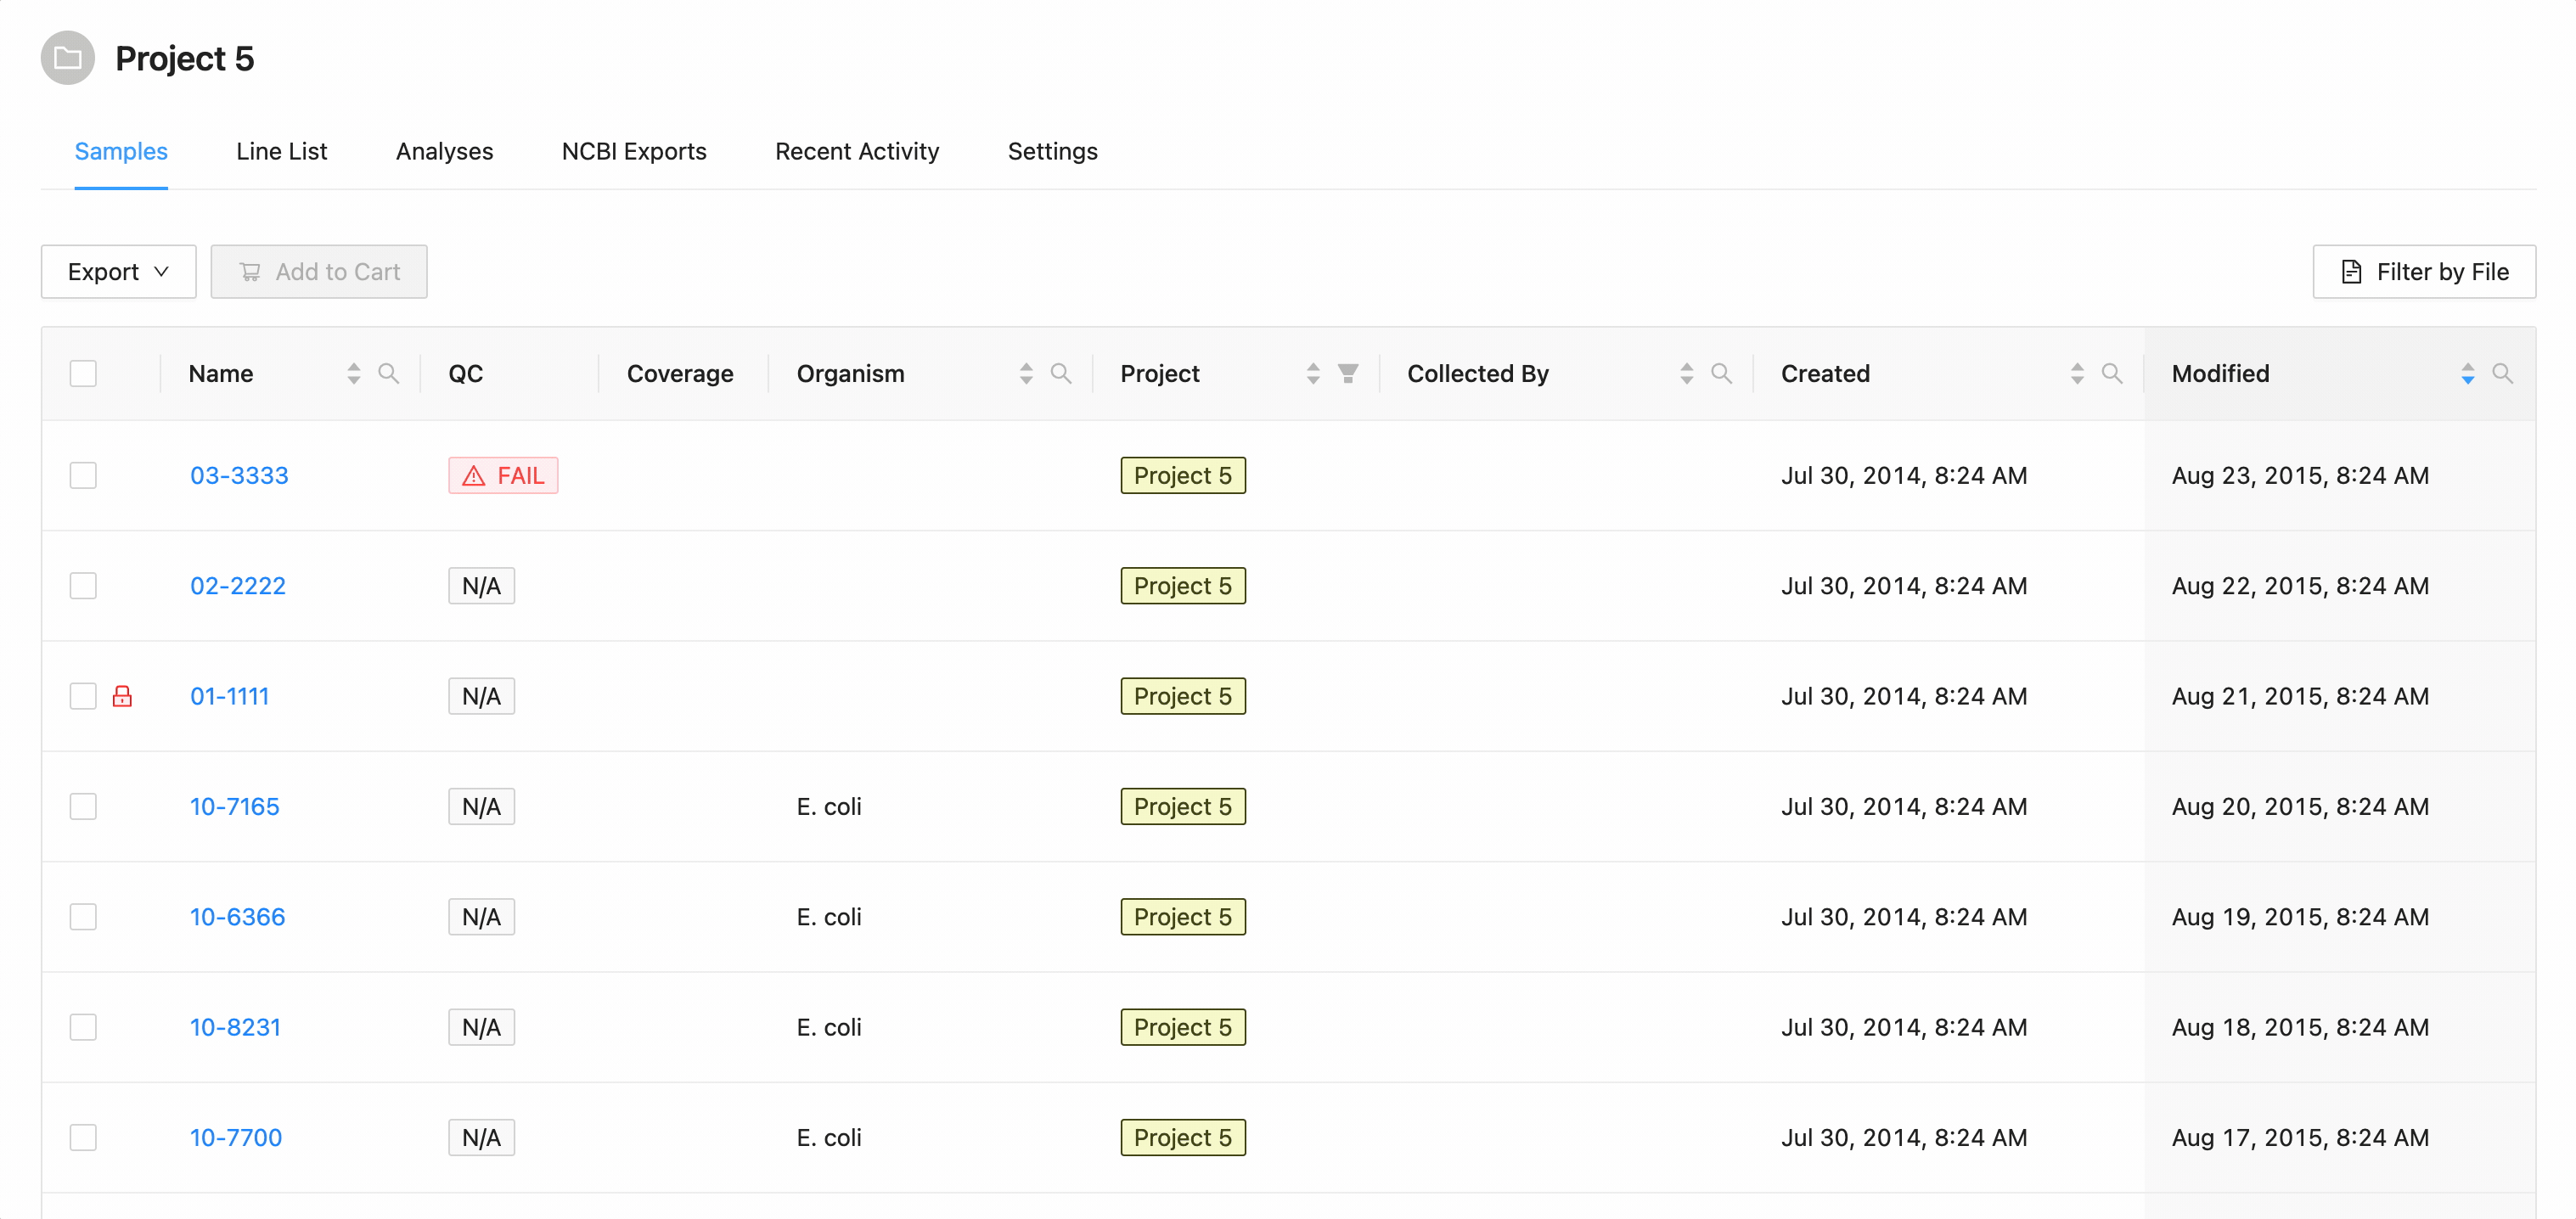 Project 5
Samples Line List Analyses NCBI Exports Recent Activity Settings
Export Add to Cart Filter by File
Name QC Coverage Organism Project Collected By Created Modified
03-3333 FAIL Project 5 Jul 30, 2014, 8:24 AM Aug 23, 2015, 8:24 AM
02-2222 N/A Project 5 Jul 30, 2014, 8:24 AM Aug 22, 2015, 8:24 AM
01-1111 N/A Project 5 Jul 30, 2014, 8:24 AM Aug 21, 2015, 8:24 AM
10-7165 N/A E. coli Project 5 Jul 30, 2014, 8:24 AM Aug 20, 2015, 8:24 AM
10-6366 N/A E. coli Project 5 Jul 30, 2014, 8:24 AM Aug 19, 2015, 8:24 AM
10-8231 N/A E. coli Project 5 Jul 30, 2014, 8:24 AM Aug 18, 2015, 8:24 AM
10-7700 N/A E. coli Project 5 Jul 30, 2014, 8:24 AM Aug 17, 2015, 8:24 AM